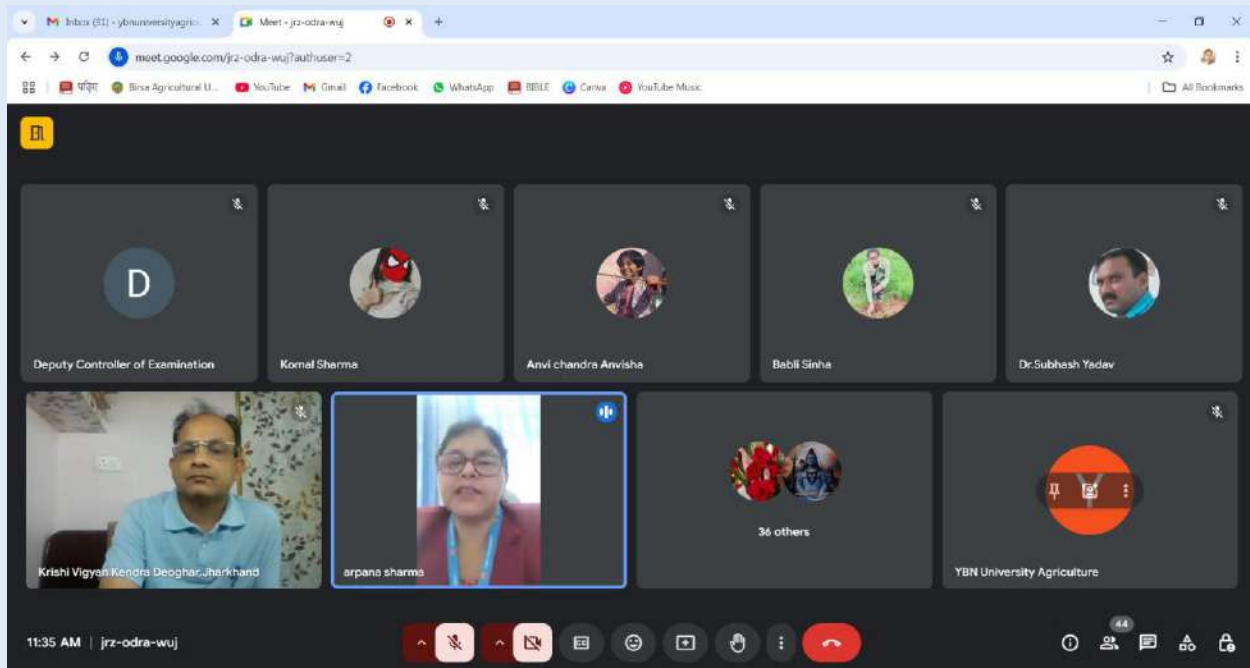 Inbox (31) - ybnuniversityagric
Meet - jrz-odra-wuj
meet.google.com/jrz-odra-wuj?authuser=2
पढ़िए Birsa Agricultural U... YouTube Gmail Facebook WhatsApp BIBLE Canva YouTube Music All Bookmarks
D
Deputy Controller of Examination
Komal Sharma
Anvi chandra Anvisha
Babli Sinha
Dr.Subhash Yadav
Krishi Vigyan Kendra Deoghar,Jharkhand
arpana sharma
36 others
Y
YBN University Agriculture
11:35 AM | jrz-odra-wuj
44